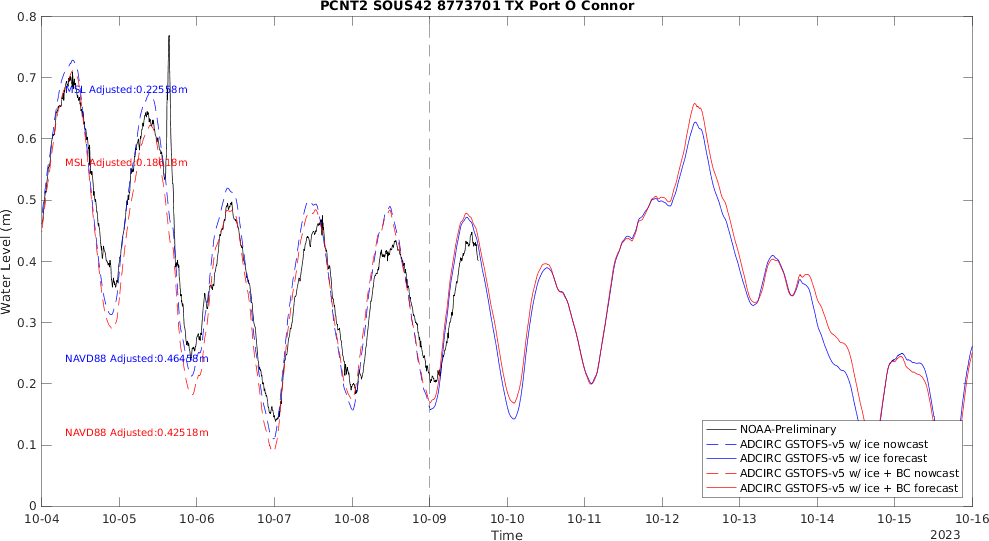 PCNT2 SOUS42 8773701 TX Port O Connor
0.8
0.7
0.6
0.5
0.4
0.3
0.2
0.1
0
Water Level (m)
MSL Adjusted:0.22558m
MSL Adjusted:0.18618m
NAVD88 Adjusted:0.46458m
NAVD88 Adjusted:0.42518m
NOAA-Preliminary
ADCIRC GSTOFS-v5 w/ ice nowcast
ADCIRC GSTOFS-v5 w/ ice forecast
ADCIRC GSTOFS-v5 w/ ice + BC nowcast
ADCIRC GSTOFS-v5 w/ ice + BC forecast
10-04 10-05 10-06 10-07 10-08 10-09 10-10 10-11 10-12 10-13 10-14 10-15 10-16
Time
2023